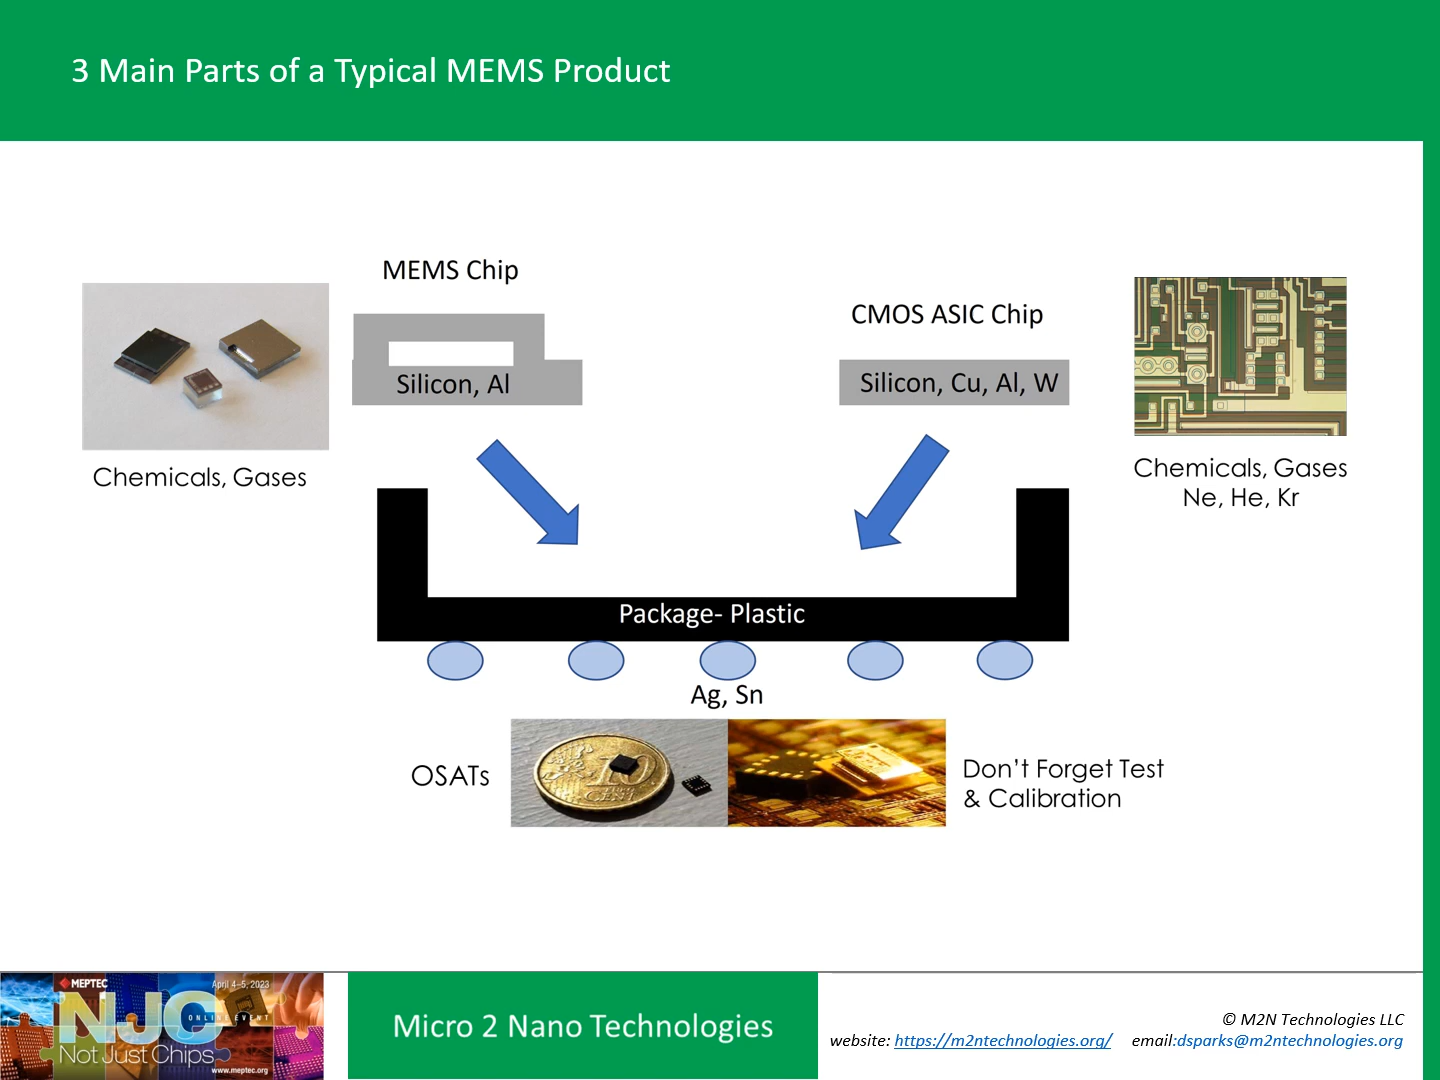 3 Main Parts of a Typical MEMS Product
MEMS Chip
CMOS ASIC Chip
Silicon, Al
Silicon, Cu, Al, W
Chemicals, Gases
Chemicals, Gases
Ne, He, Kr
Package- Plastic
Ag, Sn
OSATs
10
CENT
Don't Forget Test
& Calibration
MEPTEC
April 4-5, 2023
NJC
ONLINE EVENT
Not Just Chips
www.meptec.org
Micro 2 Nano Technologies
© M2N Technologies LLC
website: https://m2ntechnologies.org/ email:dsparks@m2ntechnologies.org